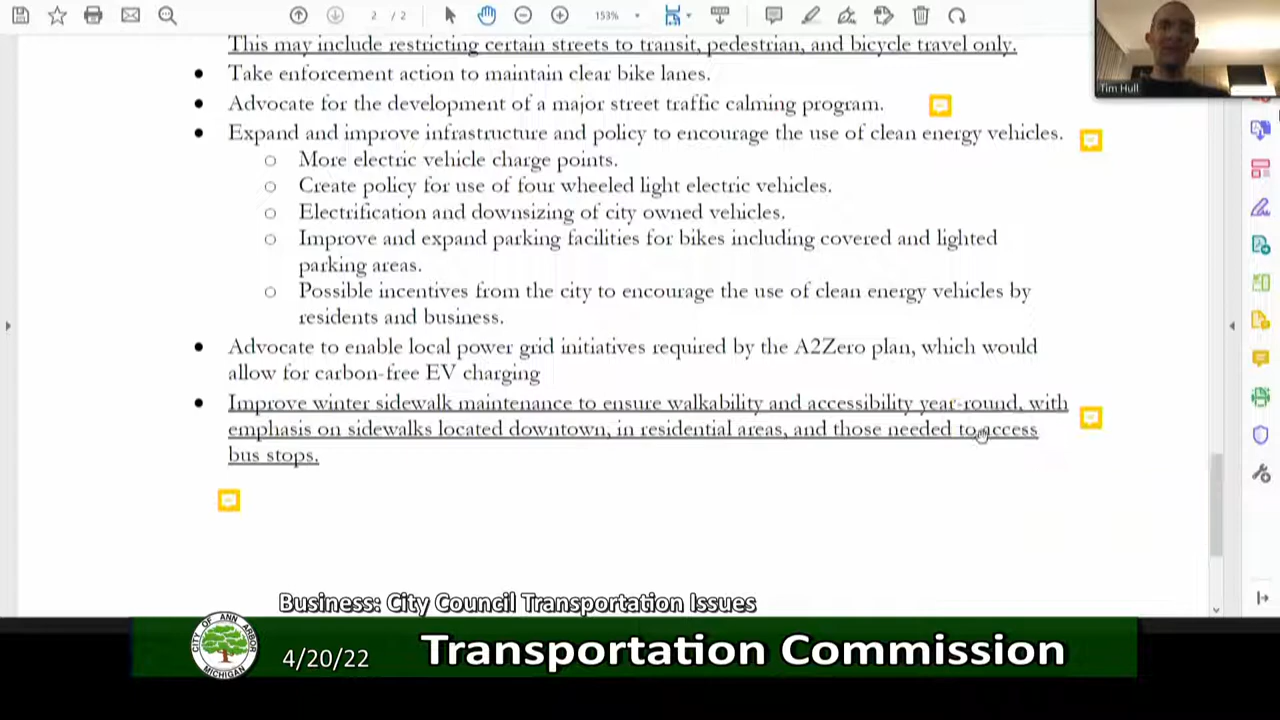 2 / 2
153%
This may include restricting certain streets to transit, pedestrian, and bicycle travel only.
Tim Hull
• Take enforcement action to maintain clear bike lanes.
• Advocate for the development of a major street traffic calming program.
• Expand and improve infrastructure and policy to encourage the use of clean energy vehicles.
o More electric vehicle charge points.
o Create policy for use of four wheeled light electric vehicles.
o Electrification and downsizing of city owned vehicles.
o Improve and expand parking facilities for bikes including covered and lighted
parking areas.
o Possible incentives from the city to encourage the use of clean energy vehicles by
residents and business.
• Advocate to enable local power grid initiatives required by the A2Zero plan, which would
allow for carbon-free EV charging
• Improve winter sidewalk maintenance to ensure walkability and accessibility year-round, with
emphasis on sidewalks located downtown, in residential areas, and those needed to access
bus stops.
Business: City Council Transportation Issues
CITY OF ANN ARBOR
MICHIGAN
4/20/22
Transportation Commission